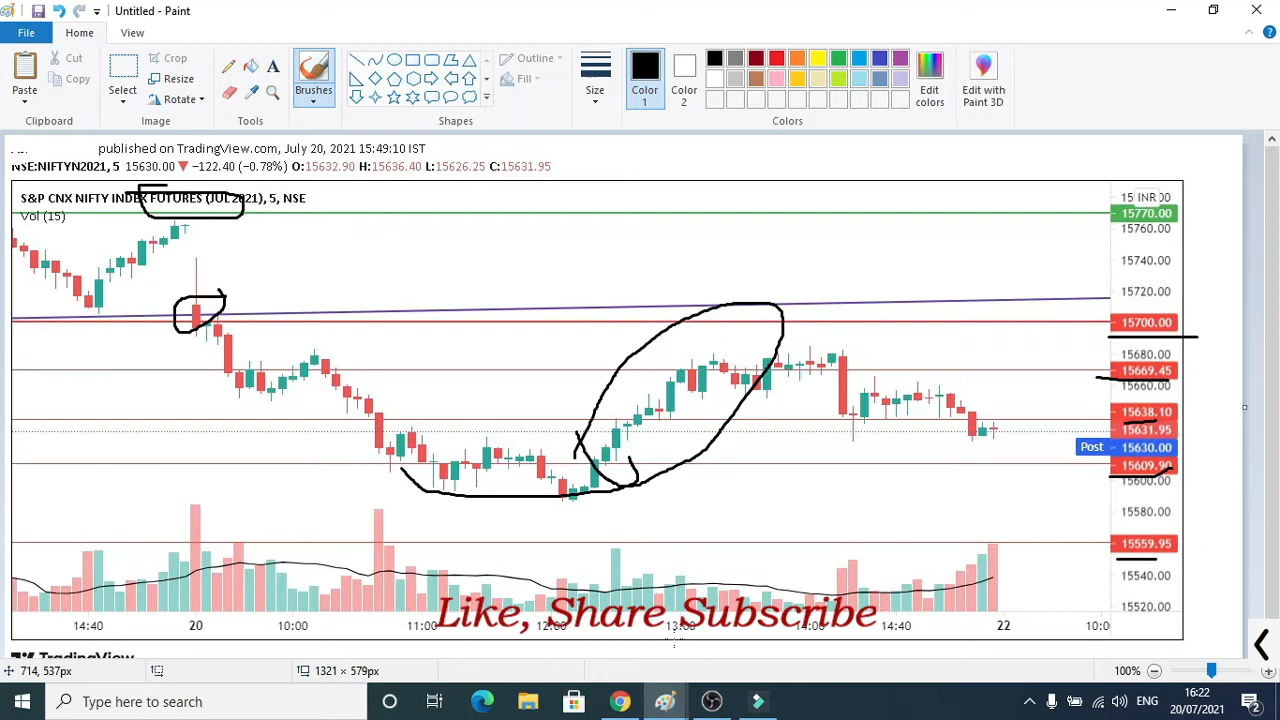 Untitled - Paint
File
Home
View
Paste
Cut
Copy
Clipboard
Select
Crop
Resize
Rotate
Image
Tools
Brushes
Outline
Fill
Shapes
Size
Color 1
Color 2
Edit colors
Edit with Paint 3D
Colors
published on TradingView.com, July 20, 2021 15:49:10 IST
NSE:NIFTYN2021, 5 15630.00 ▼ −122.40 (−0.78%) O:15632.90 H:15636.40 L:15626.25 C:15631.95
S&P CNX NIFTY INDEX FUTURES (JUL 2021), 5, NSE
Vol (15)
INR
15770.00
15760.00
15740.00
15720.00
15700.00
15680.00
15669.45
15660.00
15638.10
15631.95
Post 15630.00
15609.90
15600.00
15580.00
15559.95
15540.00
15520.00
Like, Share Subscribe
14:40 20 10:00 11:00 12:00 13:00 14:00 14:40 22 10:00
TradingView
714, 537px
1321 × 579px
100%
Type here to search
16:22
20/07/2021
2